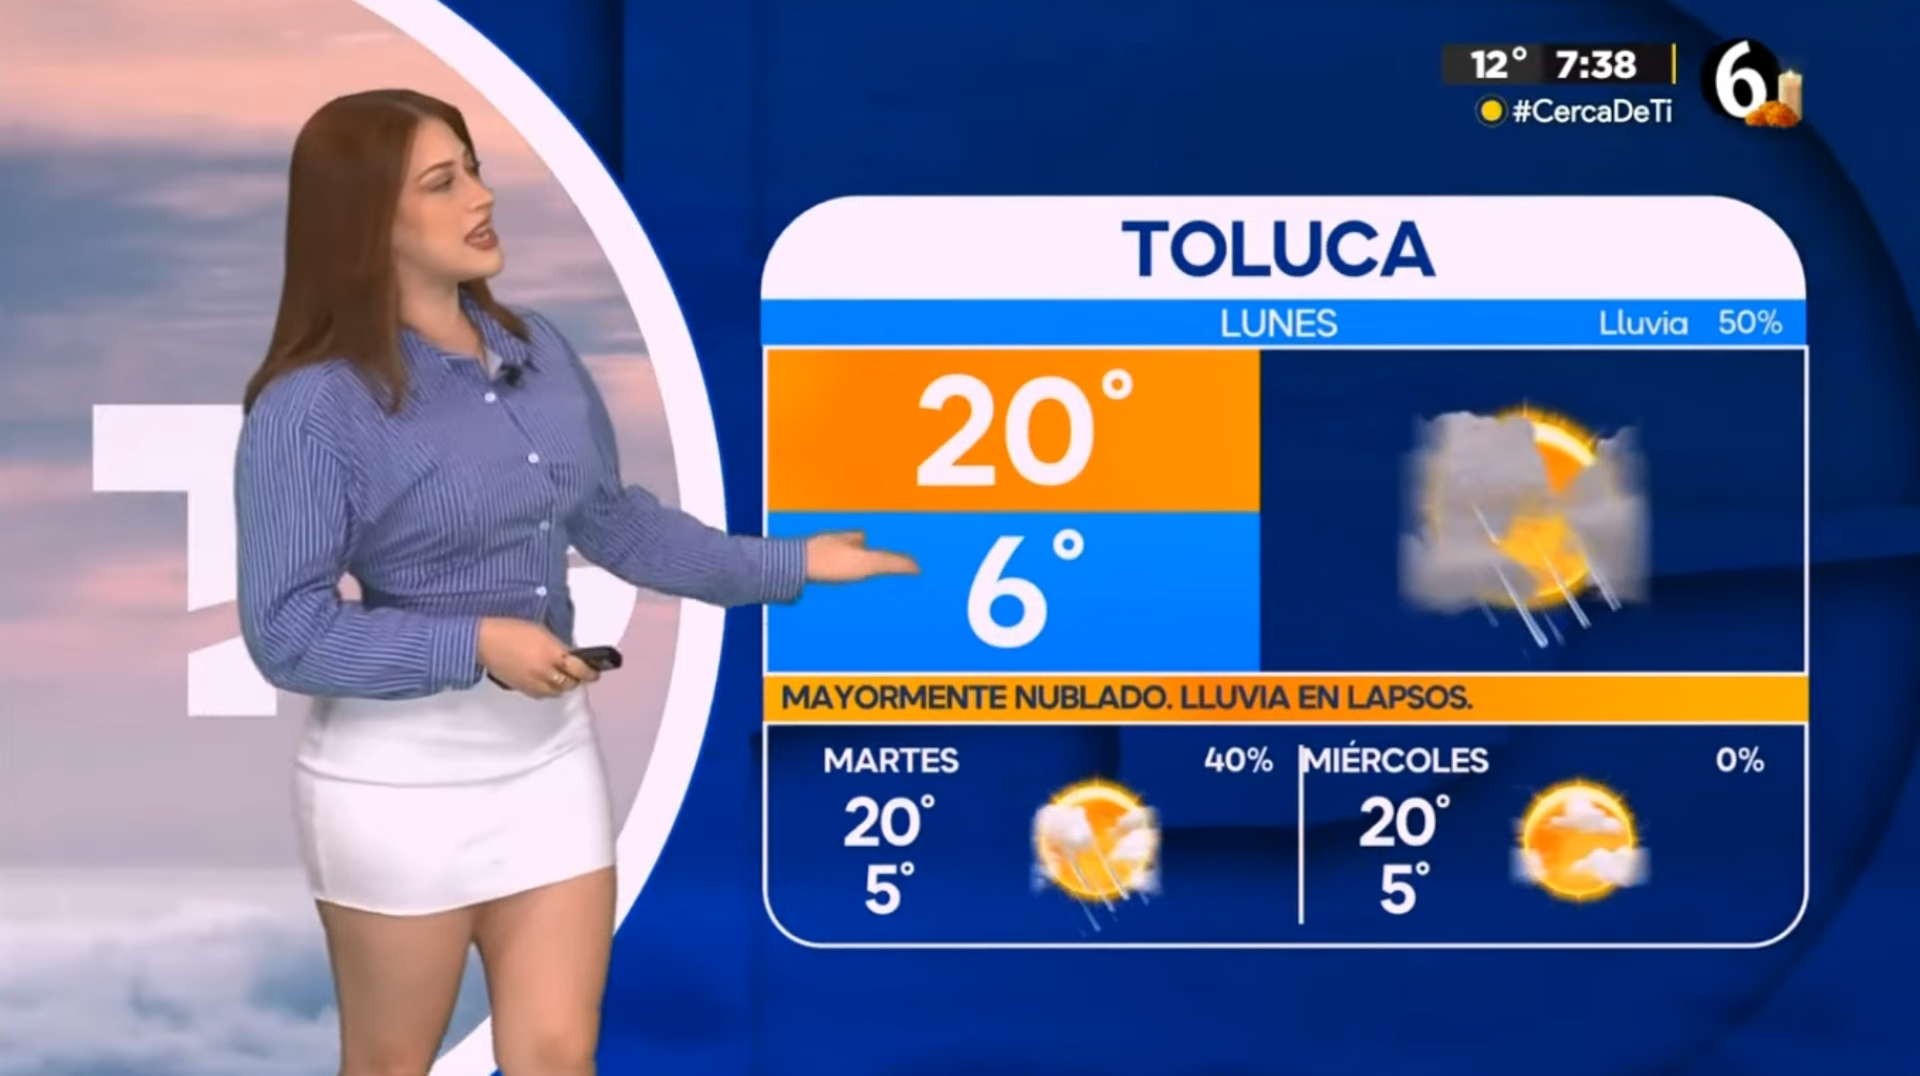 12° 7:38
#CercaDeTi
6
TOLUCA
LUNES Lluvia 50%
20°
6°
MAYORMENTE NUBLADO. LLUVIA EN LAPSOS.
MARTES 40%
20°
5°
MIÉRCOLES 0%
20°
5°